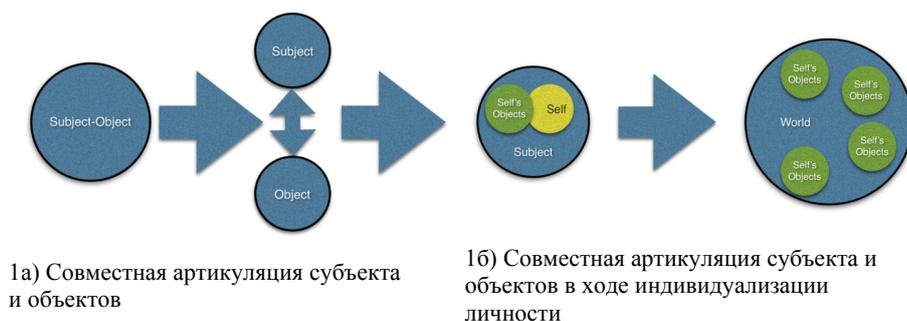 Subject-Object
Subject
Object
Self's
Objects
Self
Subject
World
Self's
Objects
Self's
Objects
Self's
Objects
Self's
Objects
1а) Совместная артикуляция субъекта
и объектов
1б) Совместная артикуляция субъекта и
объектов в ходе индивидуализации
личности